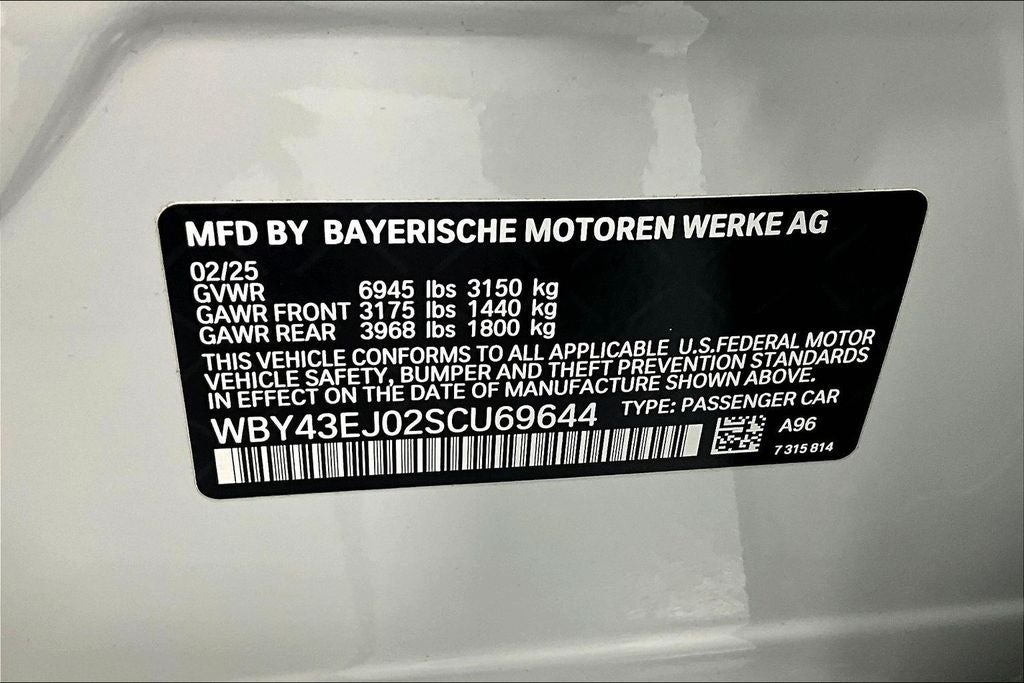 MFD BY BAYERISCHE MOTOREN WERKE AG
02/25
GVWR 6945 lbs 3150 kg
GAWR FRONT 3175 lbs 1440 kg
GAWR REAR 3968 lbs 1800 kg
THIS VEHICLE CONFORMS TO ALL APPLICABLE U.S.FEDERAL MOTOR
VEHICLE SAFETY, BUMPER AND THEFT PREVENTION STANDARDS
IN EFFECT ON THE DATE OF MANUFACTURE SHOWN ABOVE.
WBY43EJ02SCU69644 TYPE: PASSENGER CAR
A96
7 315 814